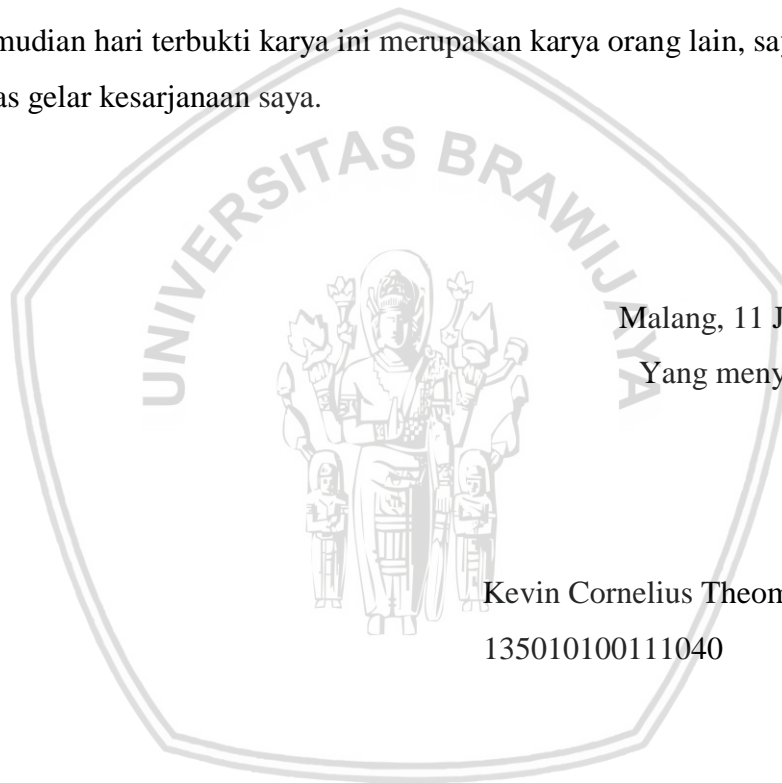 mudian hari terbukti karya ini merupakan karya orang lain, say
as gelar kesarjanaan saya.
UNIVERSITAS BRAWIJAYA
Malang, 11 J
Yang meny
Kevin Cornelius Theom
135010100111040